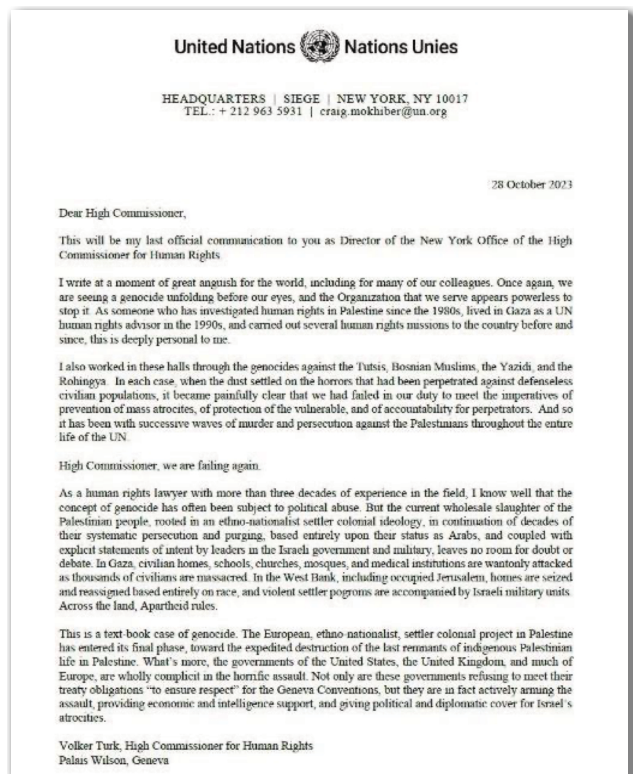 United Nations Nations Unies
HEADQUARTERS | SIEGE | NEW YORK, NY 10017
TEL.: + 212 963 5931 | craig.mokhiber@un.org
28 October 2023
Dear High Commissioner,
This will be my last official communication to you as Director of the New York Office of the High
Commissioner for Human Rights
I write at a moment of great anguish for the world, including for many of our colleagues. Once again, we
are seeing a genocide unfolding before our eyes, and the Organization that we serve appears powerless to
stop it. As someone who has investigated human rights in Palestine since the 1980s, lived in Gaza as a UN
human rights advisor in the 1990s, and carried out several human rights missions to the country before and
since, this is deeply personal to me.
I also worked in these halls through the genocides against the Tutsis, Bosnian Muslims, the Yazidi, and the
Rohingya. In each case, when the dust settled on the horrors that had been perpetrated against defenseless
civilian populations, it became painfully clear that we had failed in our duty to meet the imperatives of
prevention of mass atrocites, of protection of the vulnerable, and of accountability for perpetrators. And so
it has been with successive waves of murder and persecution against the Palestinians throughout the entire
life of the UN.
High Commissioner, we are failing again.
As a human rights lawyer with more than three decades of experience in the field, I know well that the
concept of genocide has often been subject to political abuse. But the current wholesale slaughter of the
Palestinian people, rooted in an ethno-nationalist settler colonial ideology, in continuation of decades of
their systematic persecution and purging, based entirely upon their status as Arabs, and coupled with
explicit statements of intent by leaders in the Israeli government and military, leaves no room for doubt or
debate. In Gaza, civilian homes, schools, churches, mosques, and medical institutions are wantonly attacked
as thousands of civilians are massacred. In the West Bank, including occupied Jerusalem, homes are seized
and reassigned based entirely on race, and violent settler pogroms are accompanied by Israeli military units.
Across the land, Apartheid rules.
This is a text-book case of genocide. The European, ethno-nationalist, settler colonial project in Palestine
has entered its final phase, toward the expedited destruction of the last remnants of indigenous Palestinian
life in Palestine. What's more, the governments of the United States, the United Kingdom, and much of
Europe, are wholly complicit in the horrific assault. Not only are these governments refusing to meet their
treaty obligations "to ensure respect" for the Geneva Conventions, but they are in fact actively arming the
assault, providing economic and intelligence support, and giving political and diplomatic cover for Israel's
atrocities.
Volker Turk, High Commissioner for Human Rights
Palais Wilson, Geneva